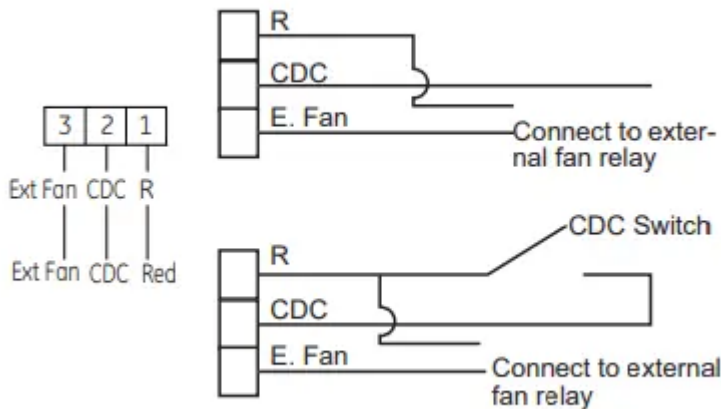 R
CDC
E. Fan
Connect to exter-
nal fan relay
3 2 1
Ext Fan CDC R
Ext Fan CDC Red
CDC Switch
R
CDC
E. Fan
Connect to external
fan relay